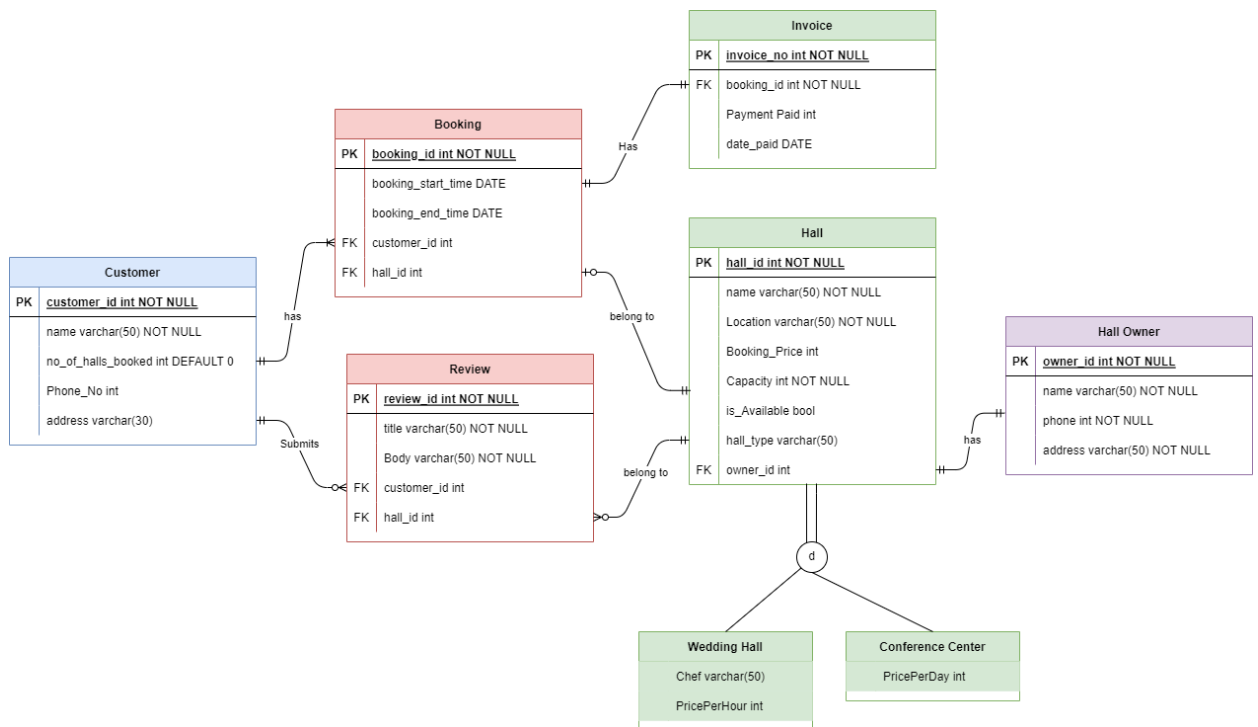 Invoice
PK invoice_no int NOT NULL
FK booking_id int NOT NULL
Payment Paid int
date_paid DATE
Has
Booking
PK booking_id int NOT NULL
booking_start_time DATE
booking_end_time DATE
FK customer_id int
FK hall_id int
Customer
PK customer_id int NOT NULL
name varchar(50) NOT NULL
no_of_halls_booked int DEFAULT 0
Phone_No int
address varchar(30)
has
Submits
Review
PK review_id int NOT NULL
title varchar(50) NOT NULL
Body varchar(50) NOT NULL
FK customer_id int
FK hall_id int
belong to
belong to
Hall
PK hall_id int NOT NULL
name varchar(50) NOT NULL
Location varchar(50) NOT NULL
Booking_Price int
Capacity int NOT NULL
is_Available bool
hall_type varchar(50)
FK owner_id int
has
Hall Owner
PK owner_id int NOT NULL
name varchar(50) NOT NULL
phone int NOT NULL
address varchar(50) NOT NULL
d
Wedding Hall
Chef varchar(50)
PricePerHour int
Conference Center
PricePerDay int